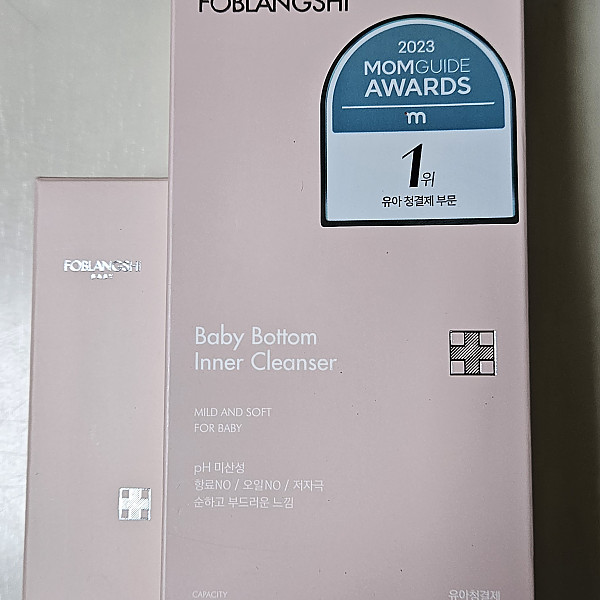 FOBLANGSHI
2023
MOMGUIDE
AWARDS
m
1위
유아 청결제 부문
FOBLANGSHI
BABY
Baby Bottom
Inner Cleanser
MILD AND SOFT
FOR BABY
pH 미산성
향료NO / 오일NO / 저자극
순하고 부드러운 느낌
CAPACITY
유아청결제